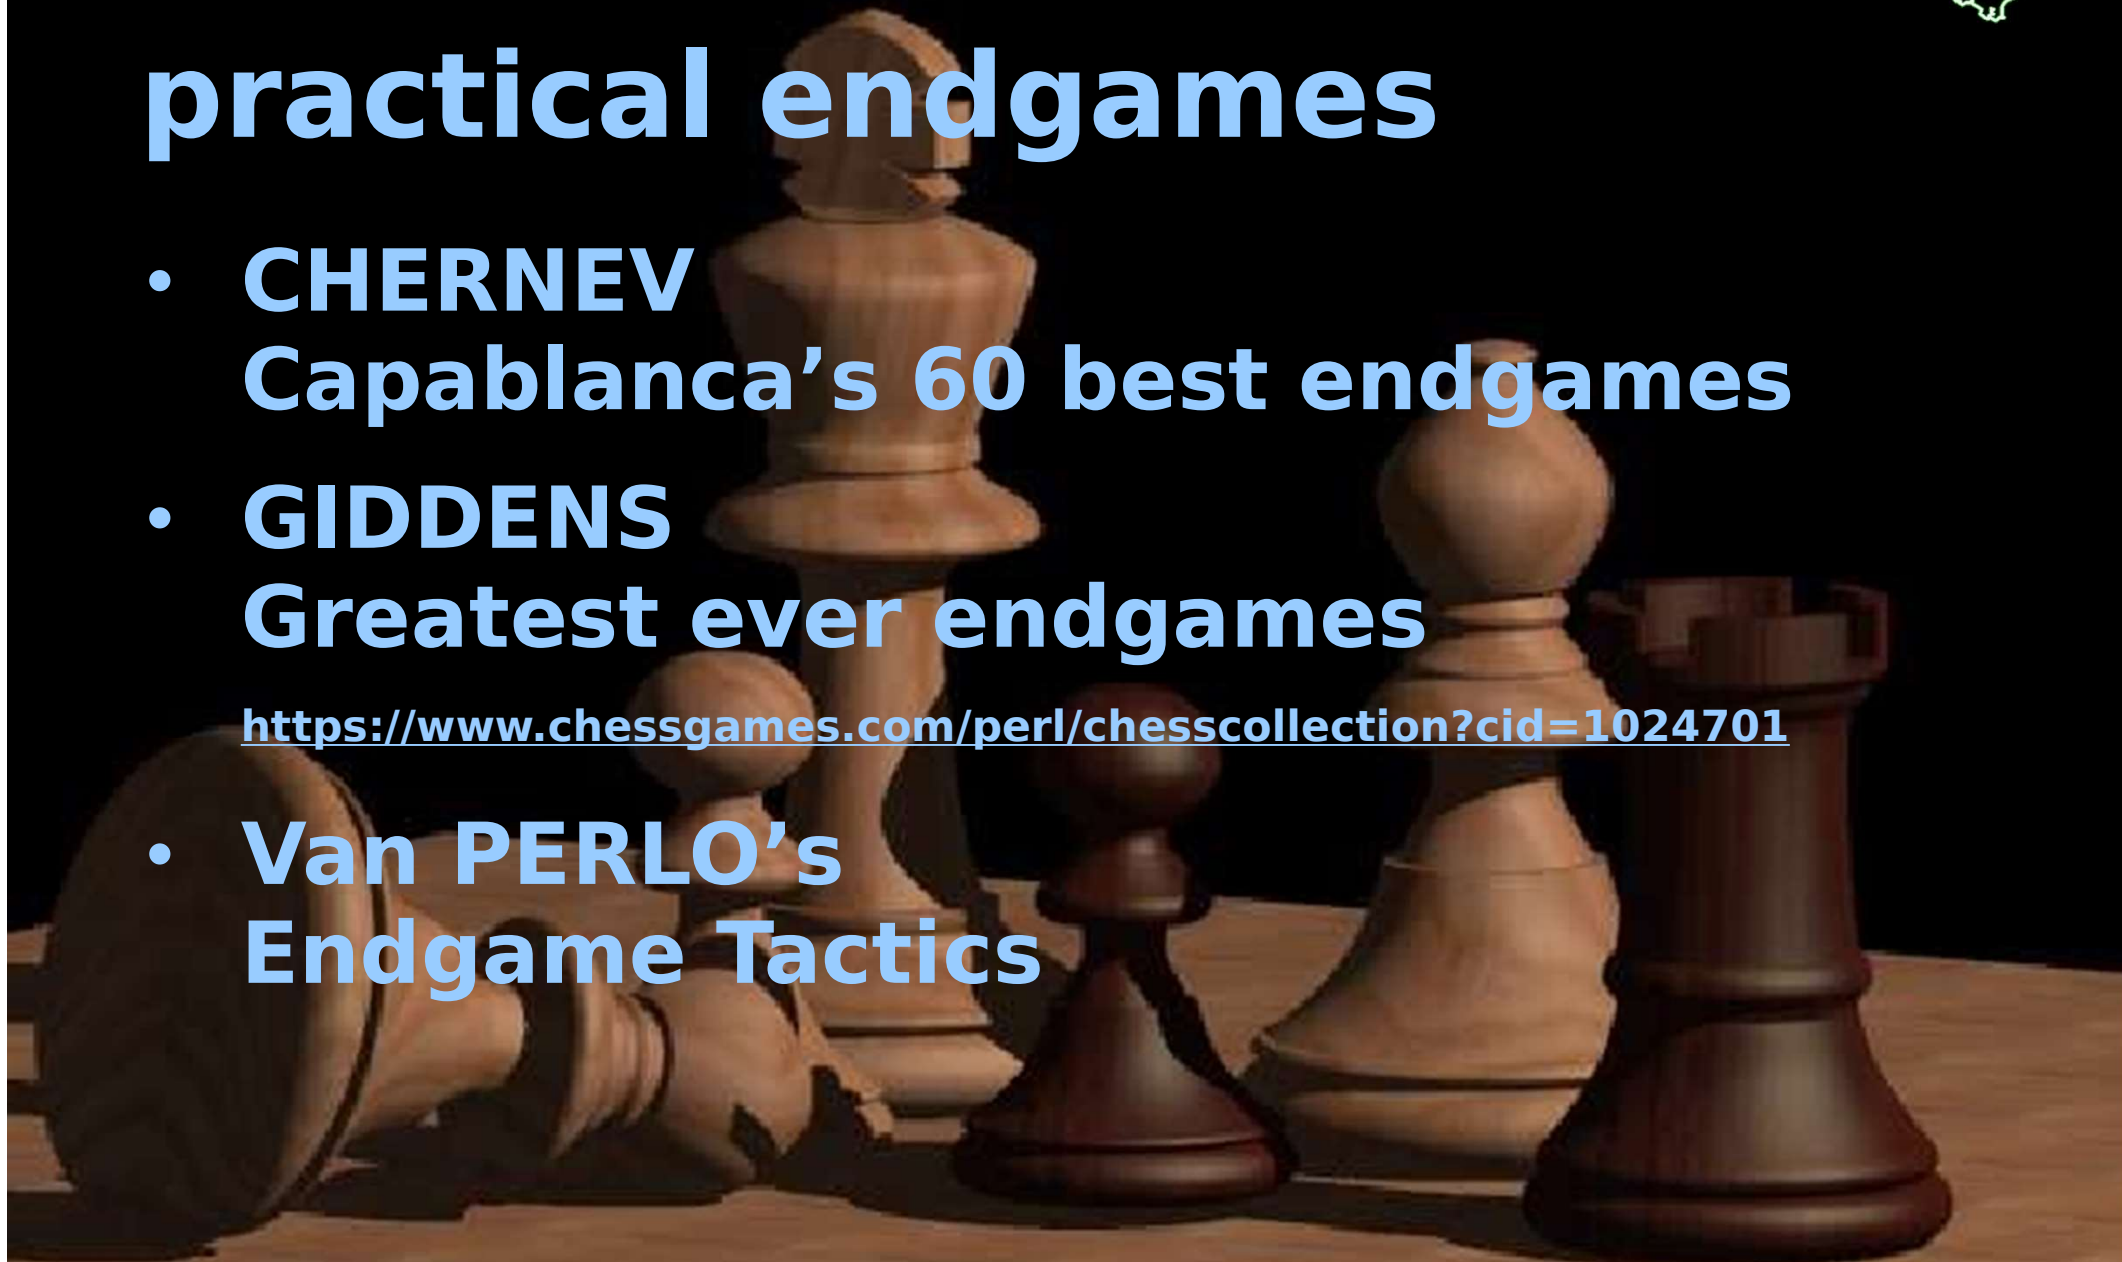 practical endgames
• CHERNEV
Capablanca’s 60 best endgames
• GIDDENS
Greatest ever endgames
https://www.chessgames.com/perl/chesscollection?cid=1024701
• Van PERLO’s
Endgame Tactics